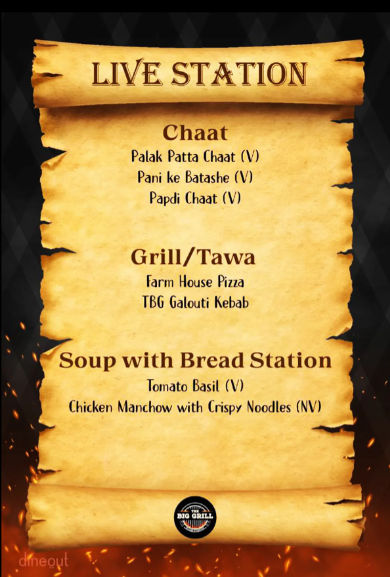 LIVE STATION
Chaat
Palak Patta Chaat (V)
Pani ke Batashe (V)
Papdi Chaat (V)
Grill/Tawa
Farm House Pizza
TBG Galouti Kebab
Soup with Bread Station
Tomato Basil (V)
Chicken Manchow with Crispy Noodles (NV)
THE
BIG GRILL
dineout